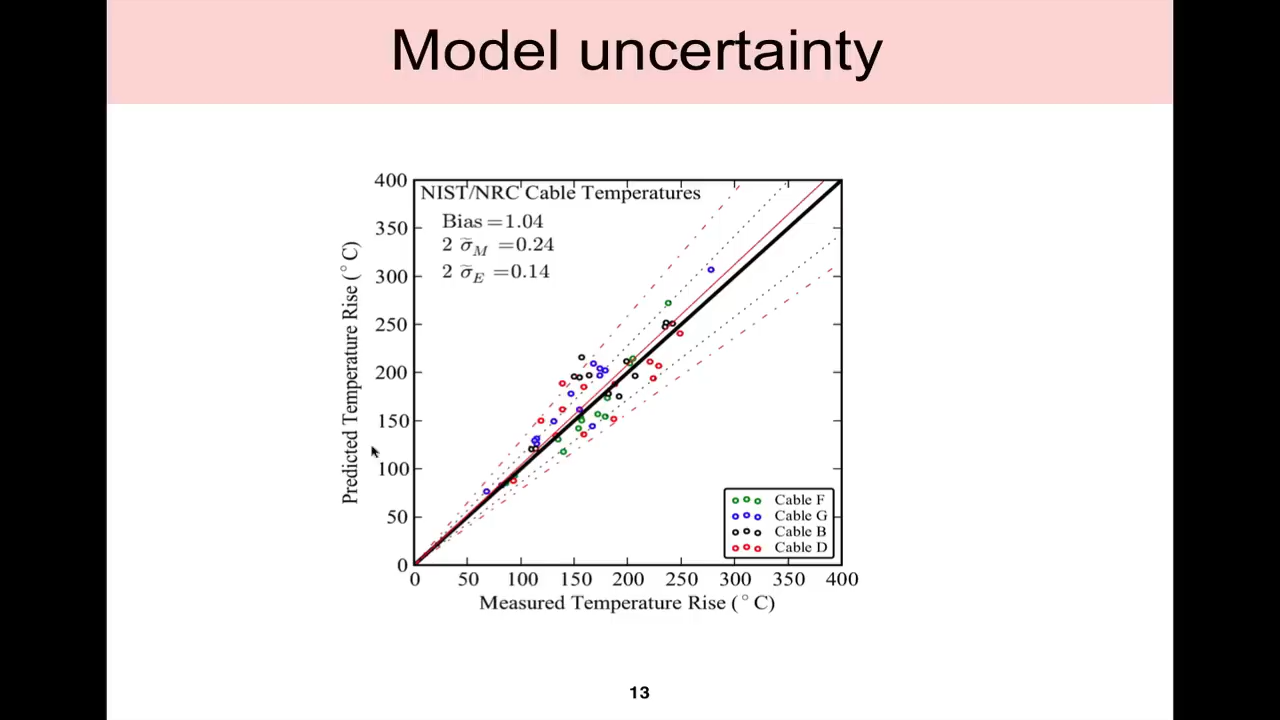 Model uncertainty
NIST/NRC Cable Temperatures
Bias =1.04
2 σ̃_M =0.24
2 σ̃_E =0.14
400
350
300
250
200
150
100
50
0
Predicted Temperature Rise (°C)
Cable F
Cable G
Cable B
Cable D
0 50 100 150 200 250 300 350 400
Measured Temperature Rise (°C)
13